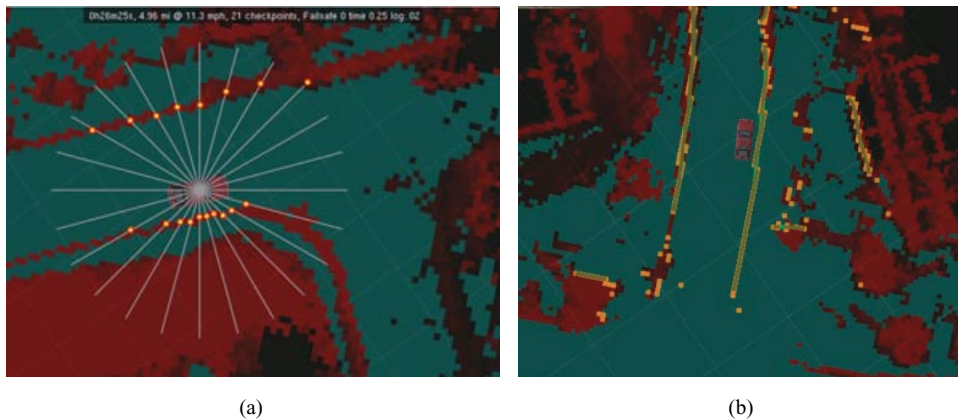 0h26m25s, 4.96 mi @ 11.3 mph, 21 checkpoints, Failsafe 0 time 0.25 log: 02
(a)
(b)